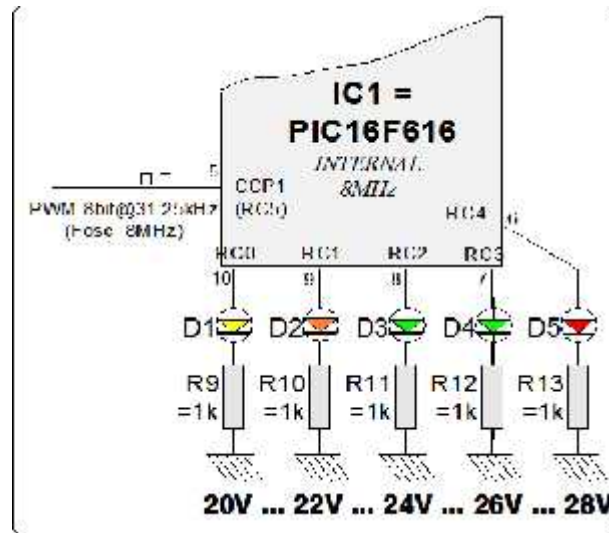 IC1 =
PIC16F616
INTERNAL
8MHz
5
CCP1
(RC5)
PWM 8bit@31.25kHz
(Fosc 8MHz)
RC4
6
RC0 RC1 RC2 RC3
10 9 8 7
D1 D2 D3 D4 D5
R9 R10 R11 R12 R13
=1k =1k =1k =1k =1k
20V ... 22V ... 24V ... 26V ... 28V